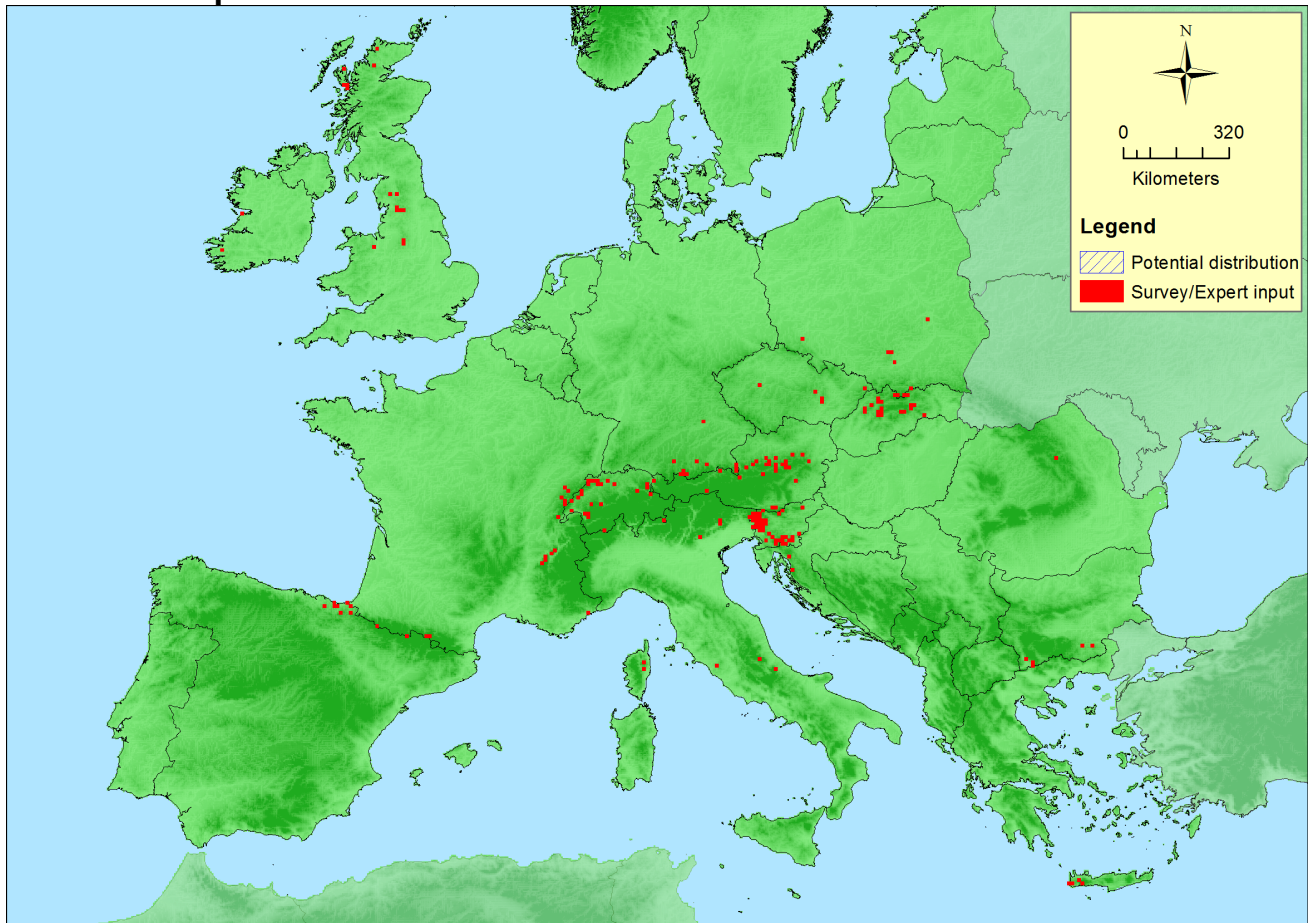 N
0 320
Kilometers
Legend
Potential distribution
Survey/Expert input